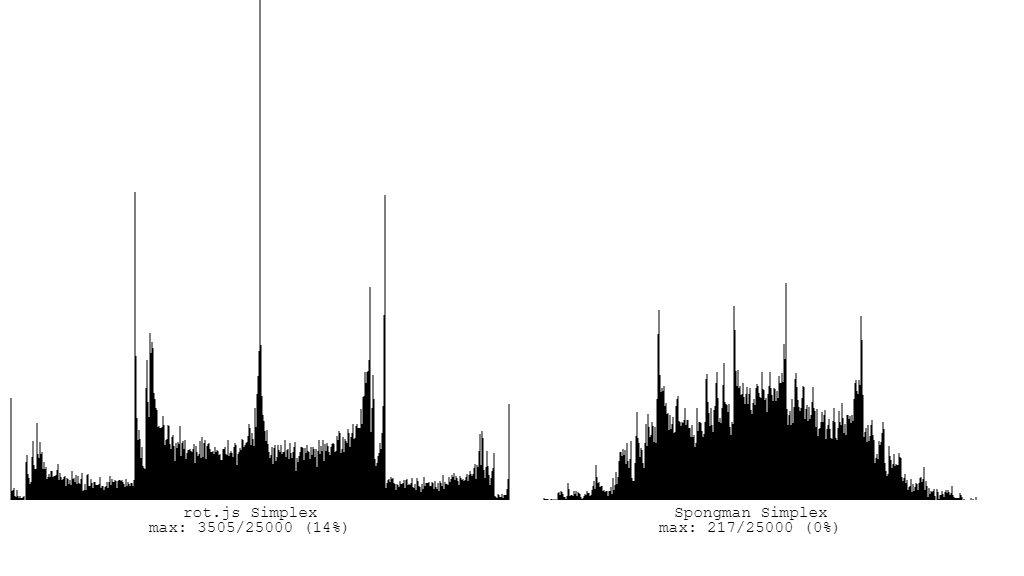 rot.js Simplex
max: 3505/25000 (14%)
Spongman Simplex
max: 217/25000 (0%)